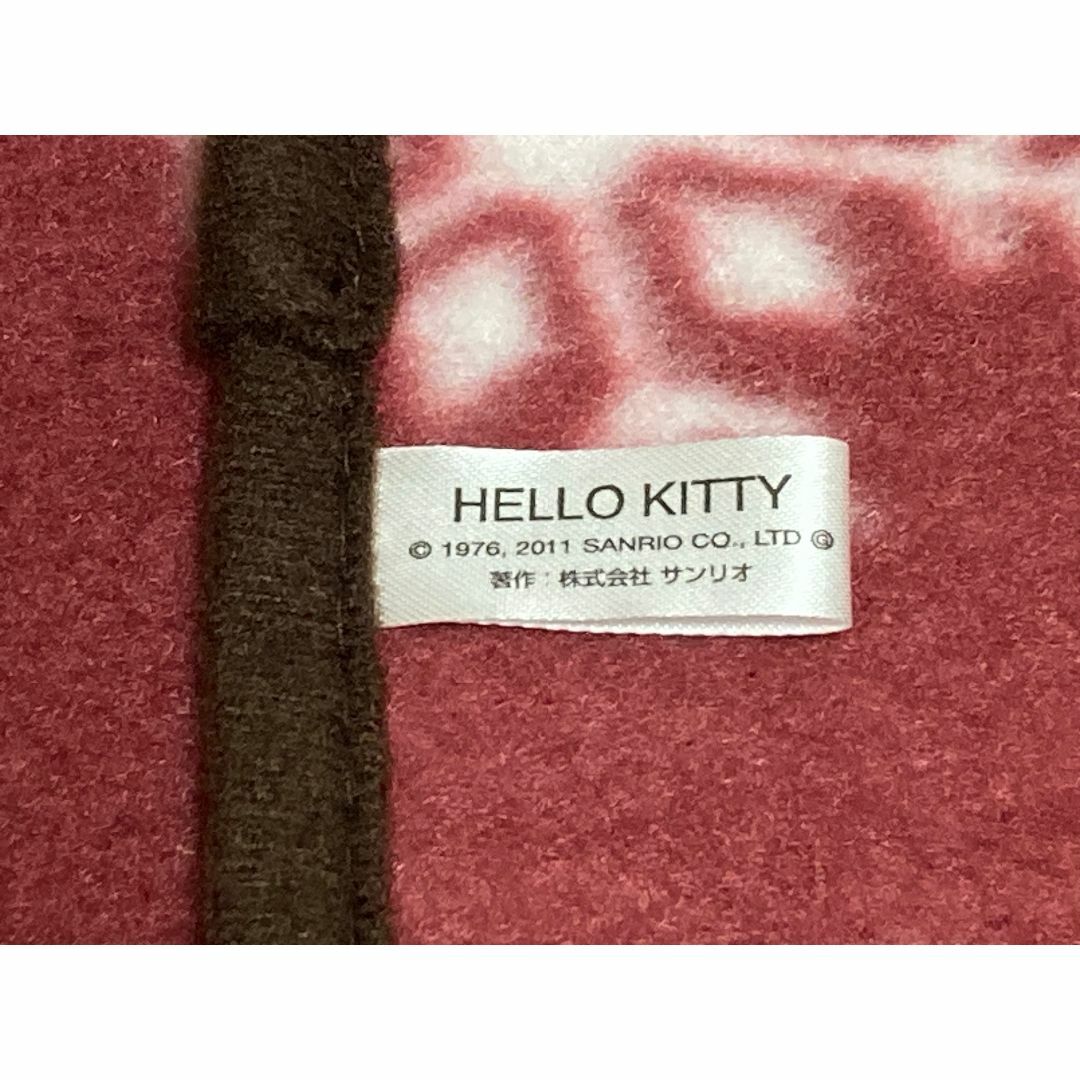 HELLO KITTY
© 1976, 2011 SANRIO CO., LTD Ⓖ
著作：株式会社 サンリオ